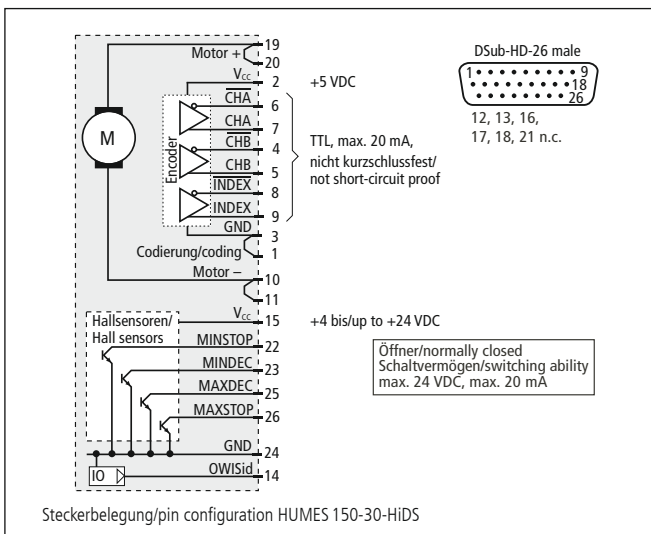 19
Motor +
20
DSub-HD-26 male
V_CC 2 +5 VDC
1 9
18
26
CHA 6
CHA 7
12, 13, 16,
17, 18, 21 n.c.
CHB 4
TTL, max. 20 mA,
nicht kurzschlussfest/
not short-circuit proof
M
Encoder
CHB 5
INDEX 8
INDEX 9
GND 3
Codierung/coding 1
Motor – 10
11
V_CC 15 +4 bis/up to +24 VDC
Hallsensoren/
Hall sensors
MINSTOP 22
MINDEC 23
MAXDEC 25
MAXSTOP 26
Öffner/normally closed
Schaltvermögen/switching ability
max. 24 VDC, max. 20 mA
GND 24
IO
OWISid 14
Steckerbelegung/pin configuration HUMES 150-30-HiDS